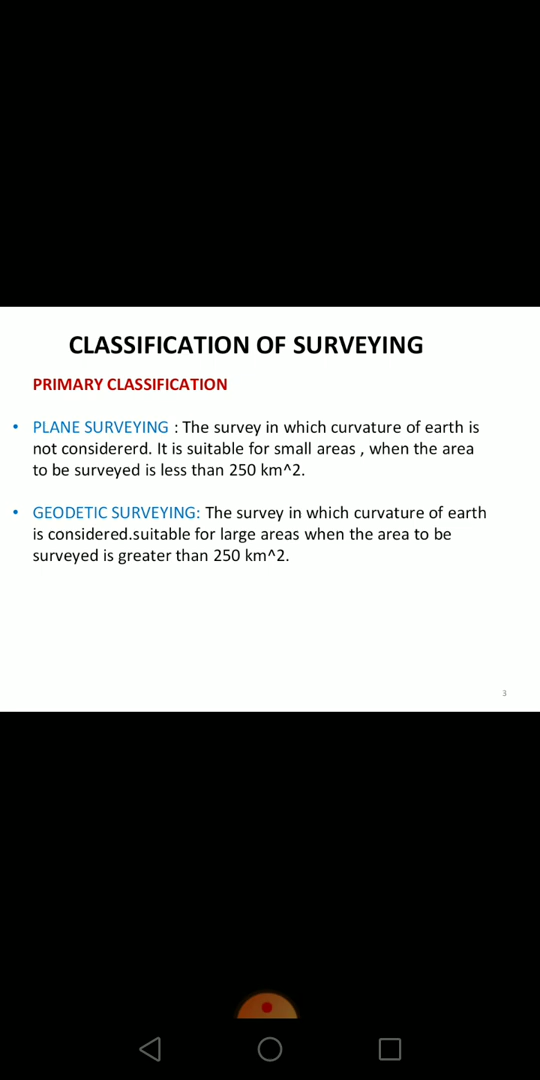 CLASSIFICATION OF SURVEYING
PRIMARY CLASSIFICATION
• PLANE SURVEYING : The survey in which curvature of earth is
not considererd. It is suitable for small areas , when the area
to be surveyed is less than 250 km^2.
• GEODETIC SURVEYING: The survey in which curvature of earth
is considered.suitable for large areas when the area to be
surveyed is greater than 250 km^2.
3